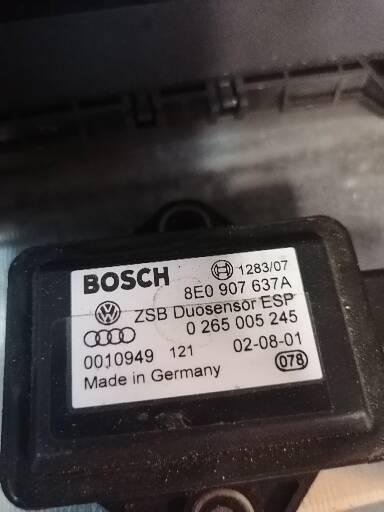 BOSCH 1283/07
8E0 907 637A
ZSB Duosensor ESP
0 265 005 245
0010949 121 02-08-01
Made in Germany 078